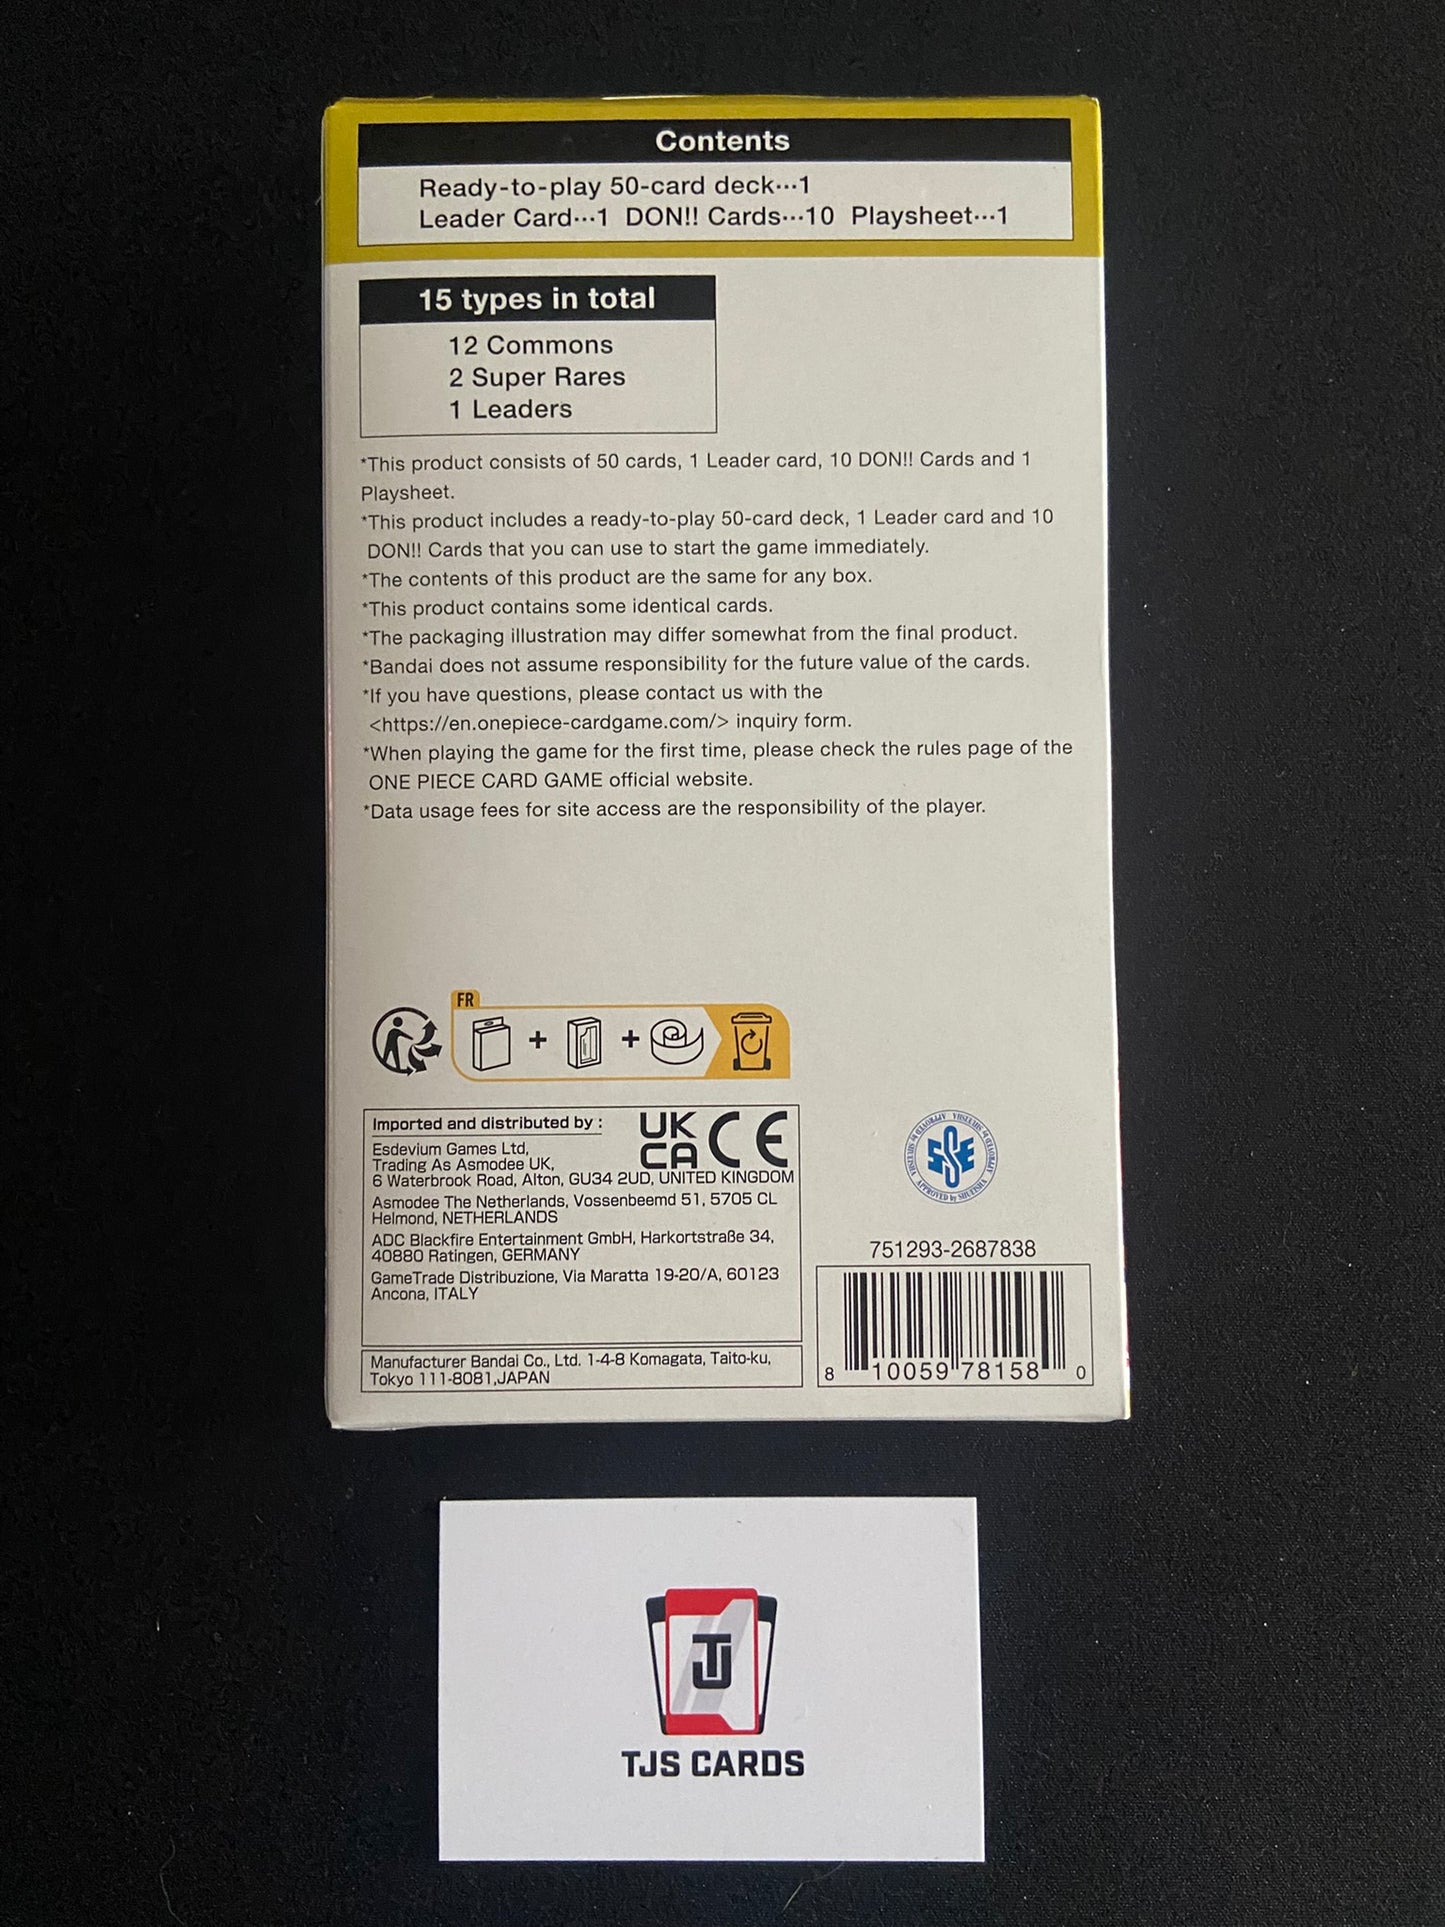 Contents
Ready-to-play 50-card deck···1
Leader Card···1 DON!! Cards···10 Playsheet···1
15 types in total
12 Commons
2 Super Rares
1 Leaders
*This product consists of 50 cards, 1 Leader card, 10 DON!! Cards and 1
Playsheet.
*This product includes a ready-to-play 50-card deck, 1 Leader card and 10
DON!! Cards that you can use to start the game immediately.
*The contents of this product are the same for any box.
*This product contains some identical cards.
*The packaging illustration may differ somewhat from the final product.
*Bandai does not assume responsibility for the future value of the cards.
*If you have questions, please contact us with the
<https://en.onepiece-cardgame.com/> inquiry form.
*When playing the game for the first time, please check the rules page of the
ONE PIECE CARD GAME official website.
*Data usage fees for site access are the responsibility of the player.
FR
+ +
Imported and distributed by :
UK
CA CE
Esdevium Games Ltd,
Trading As Asmodee UK,
6 Waterbrook Road, Alton, GU34 2UD, UNITED KINGDOM
Asmodee The Netherlands, Vossenbeemd 51, 5705 CL
Helmond, NETHERLANDS
ADC Blackfire Entertainment GmbH, Harkortstraße 34,
40880 Ratingen, GERMANY
GameTrade Distribuzione, Via Maratta 19-20/A, 60123
Ancona, ITALY
Manufacturer Bandai Co., Ltd. 1-4-8 Komagata, Taito-ku,
Tokyo 111-8081,JAPAN
APPROVED by SHUEISHA
751293-2687838
8 10059 78158 0
TJ
TJS CARDS